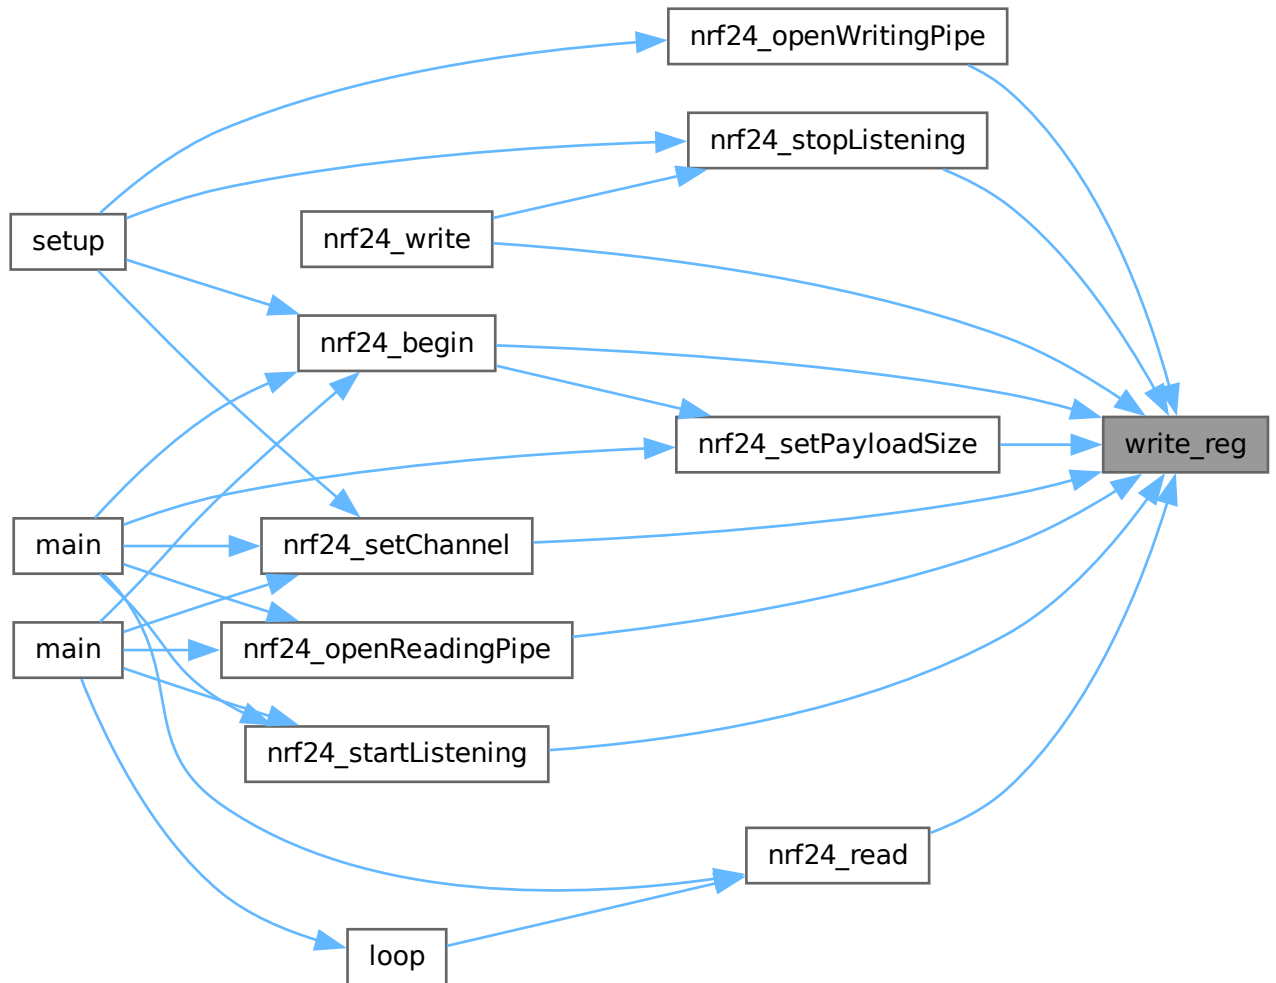 nrf24_openWritingPipe
nrf24_stopListening
setup
nrf24_write
nrf24_begin
nrf24_setPayloadSize
write_reg
main
nrf24_setChannel
main
nrf24_openReadingPipe
nrf24_startListening
nrf24_read
loop